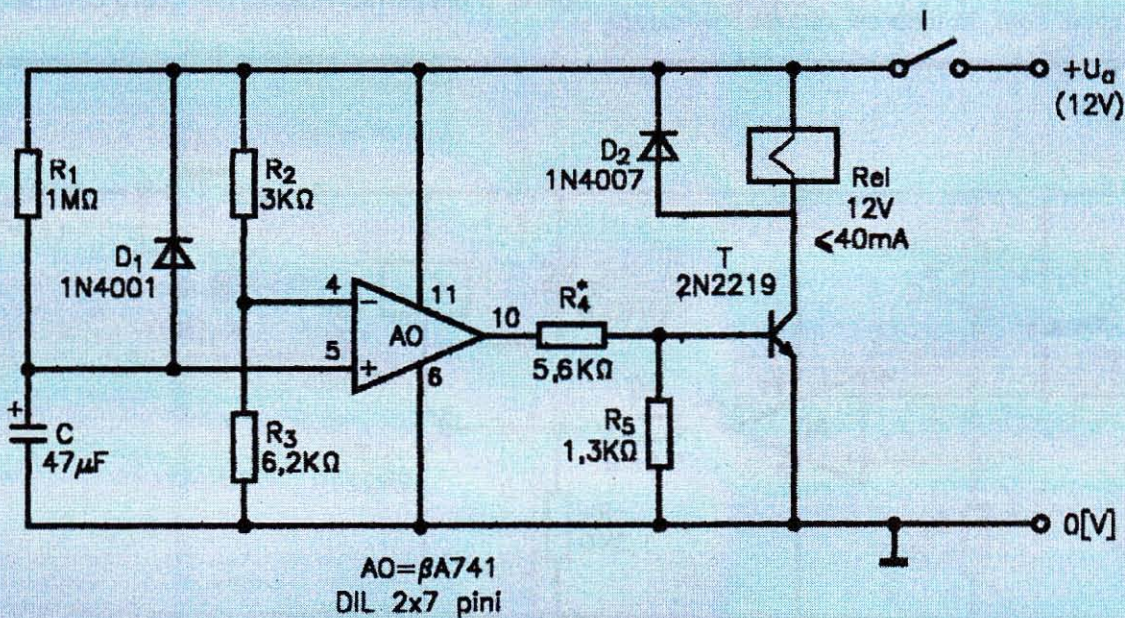 I
+Ua
(12V)
R1
1MΩ
D1
1N4001
R2
3KΩ
D2
1N4007
Rel
12V
≤40mA
T
2N2219
4
−
11
AO
10
R4*
5,6KΩ
5
+
6
+
C
47μF
R3
6,2KΩ
R5
1,3KΩ
0[V]
AO=βA741
DIL 2x7 pini